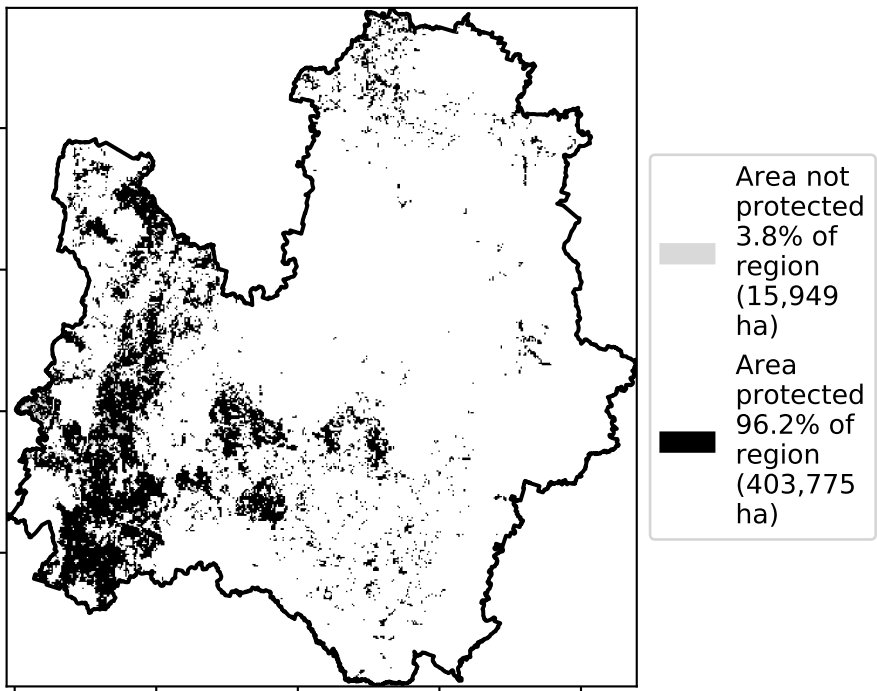 Area not
protected
3.8% of
region
(15,949
ha)
Area
protected
96.2% of
region
(403,775
ha)